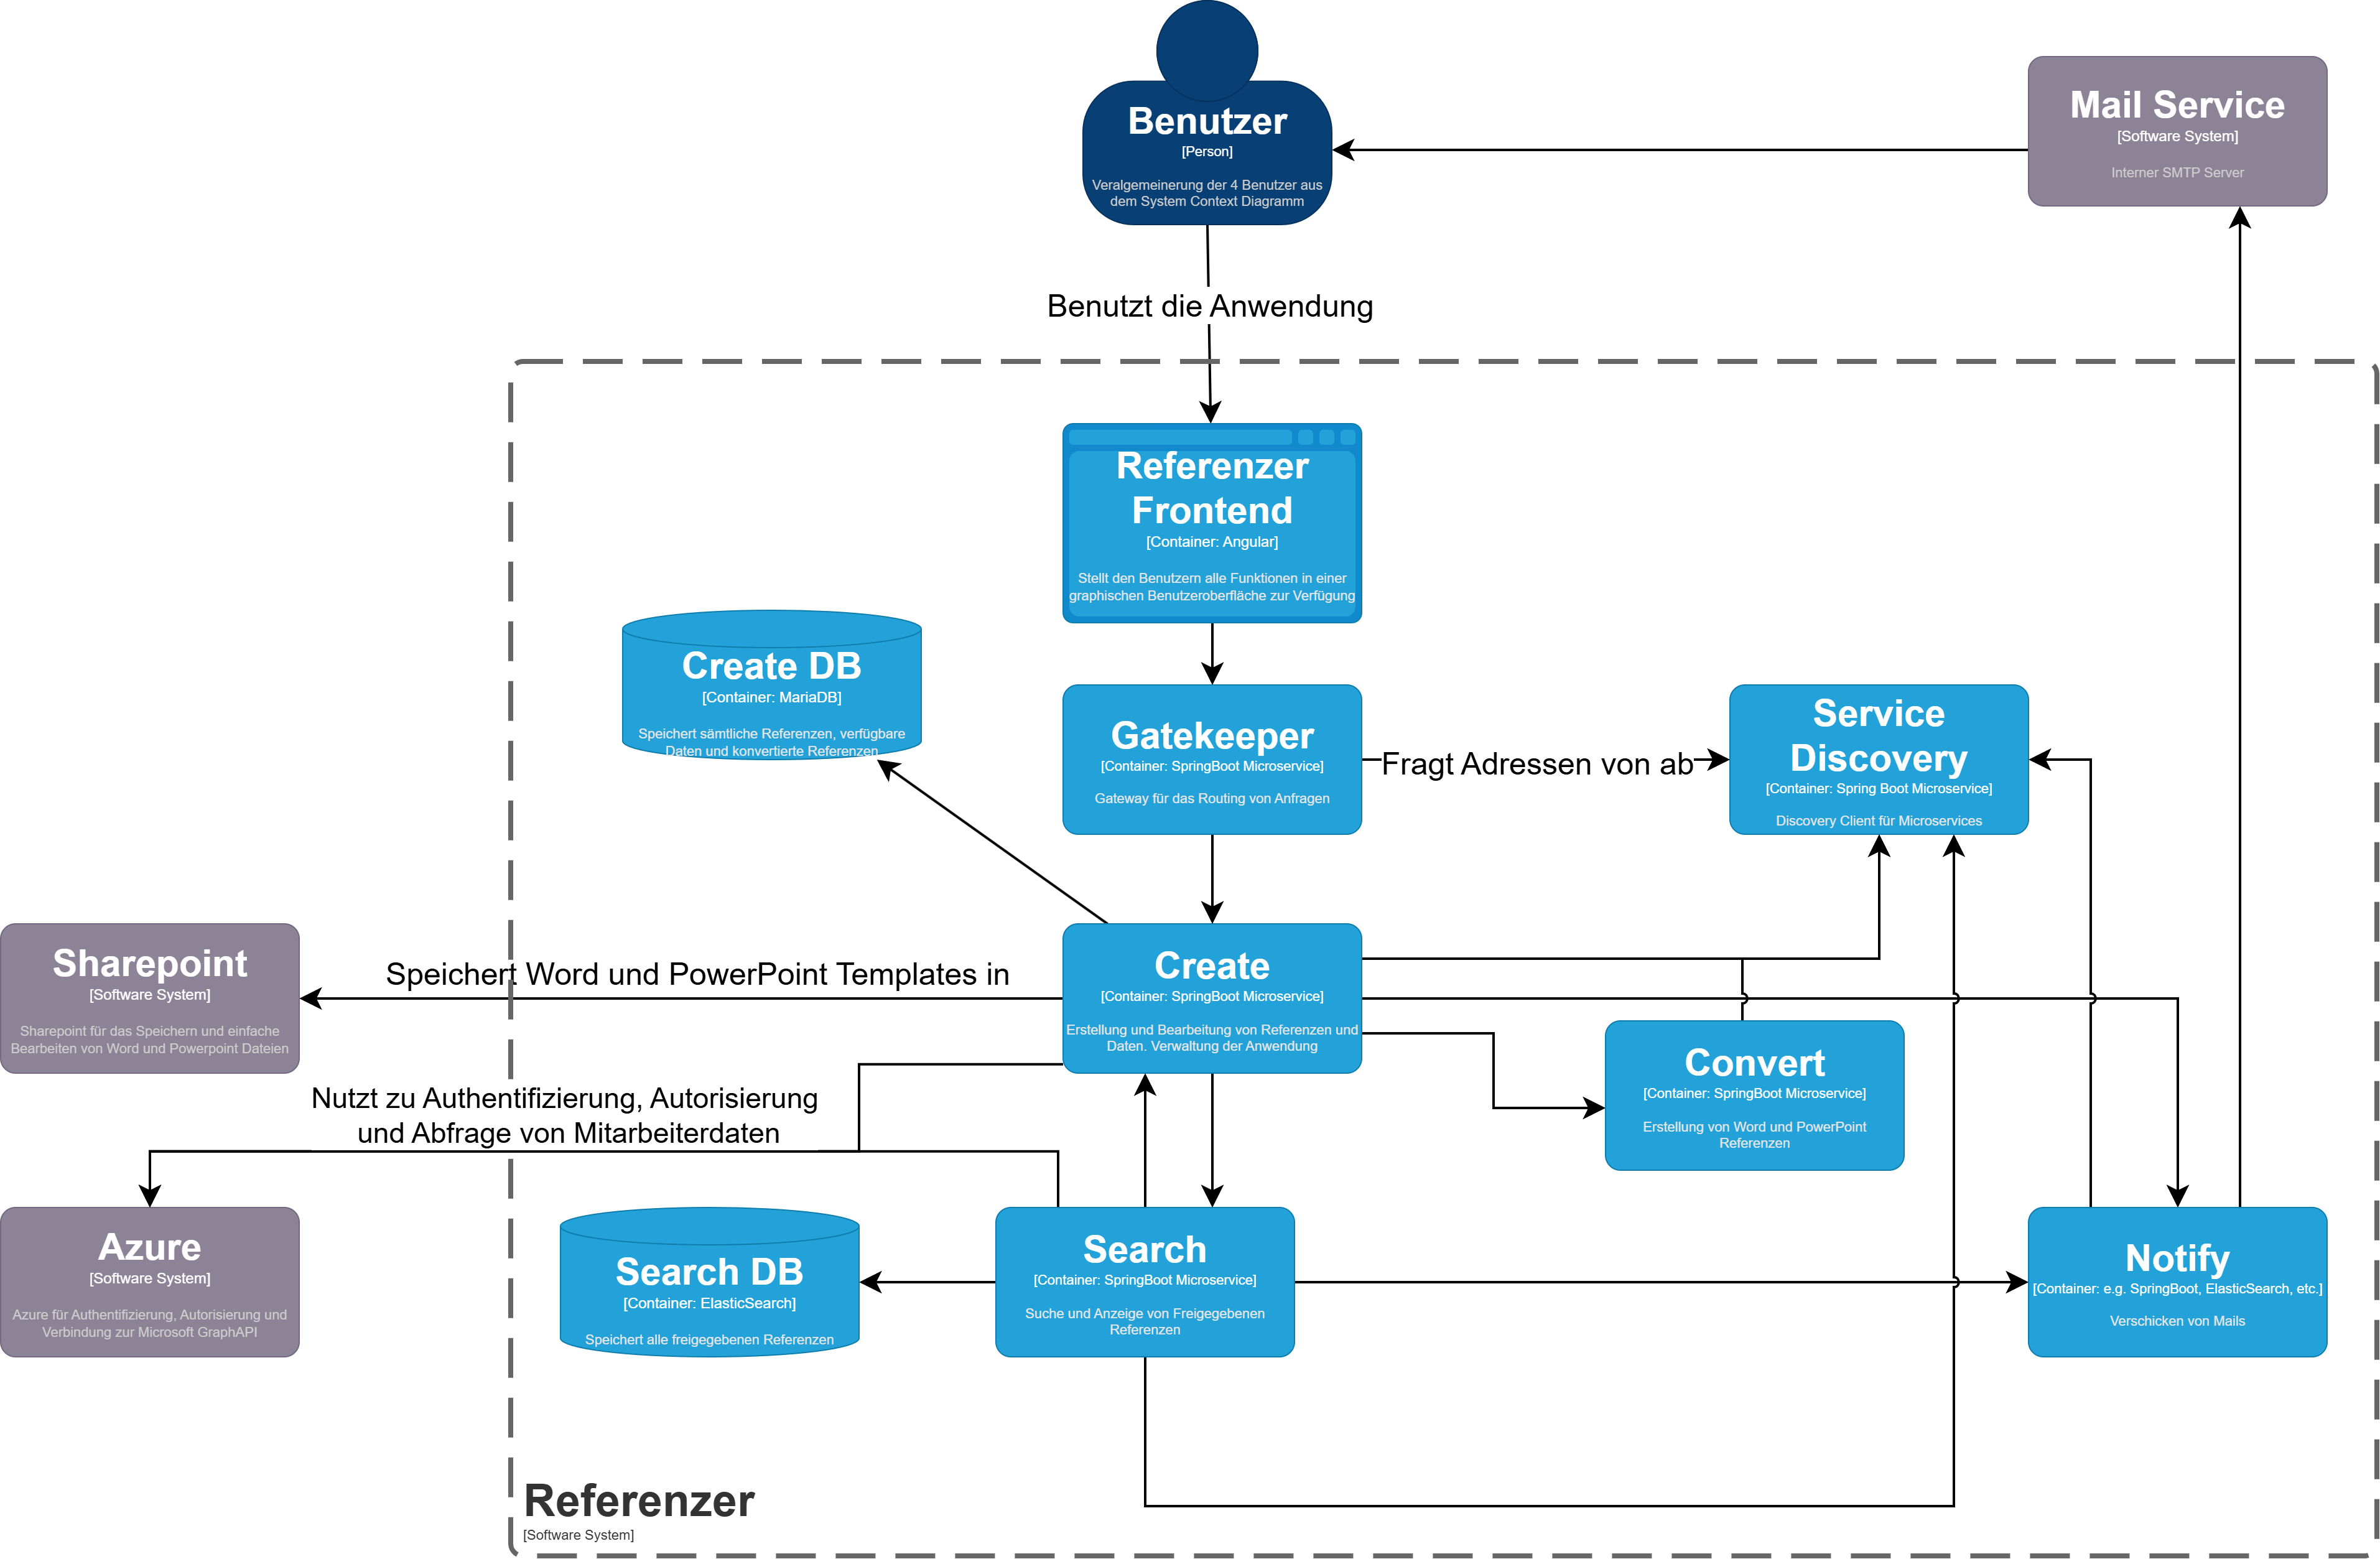 Benutzer
[Person]
Veralgemeinerung der 4 Benutzer aus
dem System Context Diagramm
Mail Service
[Software System]
Interner SMTP Server
Benutzt die Anwendung
Referenzer
Frontend
[Container: Angular]
Stellt den Benutzern alle Funktionen in einer
graphischen Benutzeroberfläche zur Verfügung
Create DB
[Container: MariaDB]
Speichert sämtliche Referenzen, verfügbare
Daten und konvertierte Referenzen
Gatekeeper
[Container: SpringBoot Microservice]
Gateway für das Routing von Anfragen
Fragt Adressen von ab
Service
Discovery
[Container: Spring Boot Microservice]
Discovery Client für Microservices
Sharepoint
[Software System]
Sharepoint für das Speichern und einfache
Bearbeiten von Word und Powerpoint Dateien
Speichert Word und PowerPoint Templates in
Create
[Container: SpringBoot Microservice]
Erstellung und Bearbeitung von Referenzen und
Daten. Verwaltung der Anwendung
Convert
[Container: SpringBoot Microservice]
Erstellung von Word und PowerPoint
Referenzen
Nutzt zu Authentifizierung, Autorisierung
und Abfrage von Mitarbeiterdaten
Azure
[Software System]
Azure für Authentifizierung, Autorisierung und
Verbindung zur Microsoft GraphAPI
Search DB
[Container: ElasticSearch]
Speichert alle freigegebenen Referenzen
Search
[Container: SpringBoot Microservice]
Suche und Anzeige von Freigegebenen
Referenzen
Notify
[Container: e.g. SpringBoot, ElasticSearch, etc.]
Verschicken von Mails
Referenzer
[Software System]